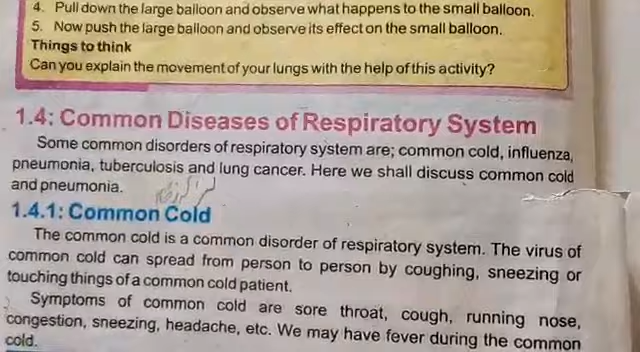 4. Pull down the large balloon and observe what happens to the small balloon.
5. Now push the large balloon and observe its effect on the small balloon.
Things to think
Can you explain the movement of your lungs with the help of this activity?
1.4: Common Diseases of Respiratory System
Some common disorders of respiratory system are; common cold, influenza,
pneumonia, tuberculosis and lung cancer. Here we shall discuss common cold
and pneumonia.
1.4.1: Common Cold
The common cold is a common disorder of respiratory system. The virus of
common cold can spread from person to person by coughing, sneezing or
touching things of a common cold patient.
Symptoms of common cold are sore throat, cough, running nose,
congestion, sneezing, headache, etc. We may have fever during the common
cold.